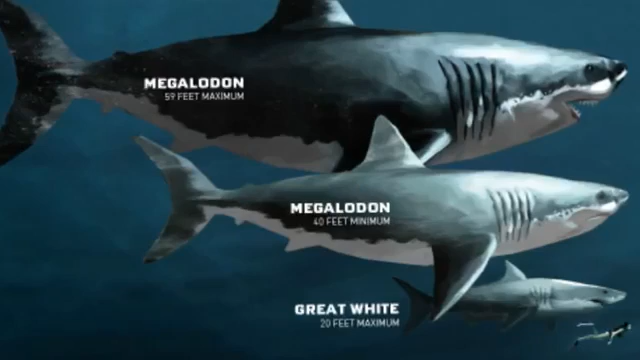 MEGALODON
59 FEET MAXIMUM
MEGALODON
40 FEET MINIMUM
GREAT WHITE
20 FEET MAXIMUM